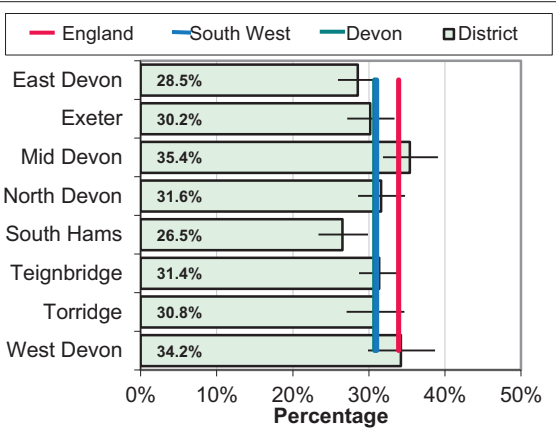 England South West Devon District
East Devon 28.5%
Exeter 30.2%
Mid Devon 35.4%
North Devon 31.6%
South Hams 26.5%
Teignbridge 31.4%
Torridge 30.8%
West Devon 34.2%
0% 10% 20% 30% 40% 50%
Percentage